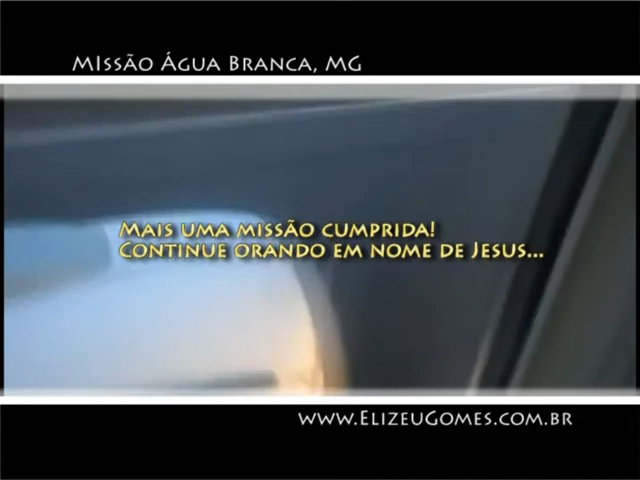 MIssão Água Branca, MG
Mais uma missão cumprida!
Continue orando em nome de Jesus...
www.ElizeuGomes.com.br